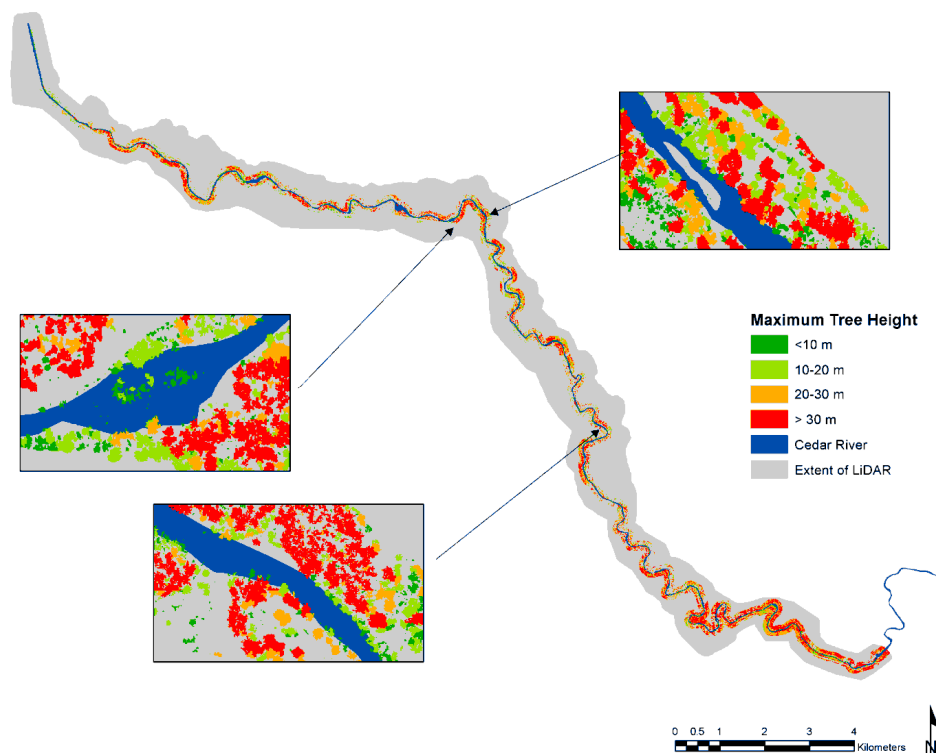 Maximum Tree Height
<10 m
10-20 m
20-30 m
> 30 m
Cedar River
Extent of LiDAR
0 0.5 1 2 3 4
Kilometers
N